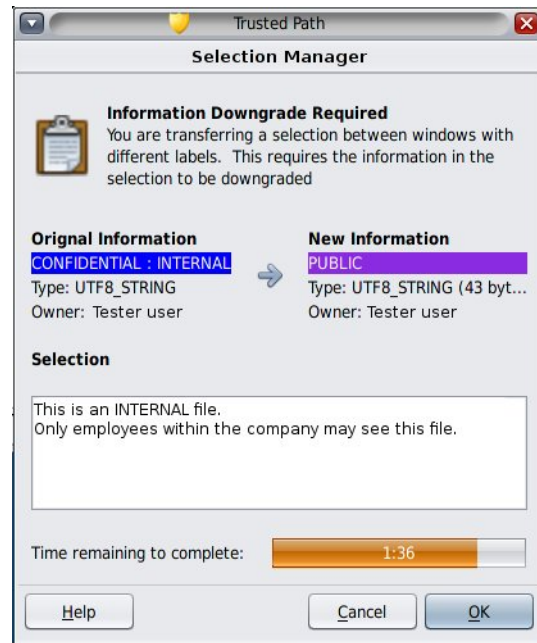 Trusted Path
Selection Manager
Information Downgrade Required
You are transferring a selection between windows with
different labels. This requires the information in the
selection to be downgraded
Orignal Information
CONFIDENTIAL : INTERNAL
Type: UTF8_STRING
Owner: Tester user
New Information
PUBLIC
Type: UTF8_STRING (43 byt...
Owner: Tester user
Selection
This is an INTERNAL file.
Only employees within the company may see this file.
Time remaining to complete: 1:36
Help Cancel OK